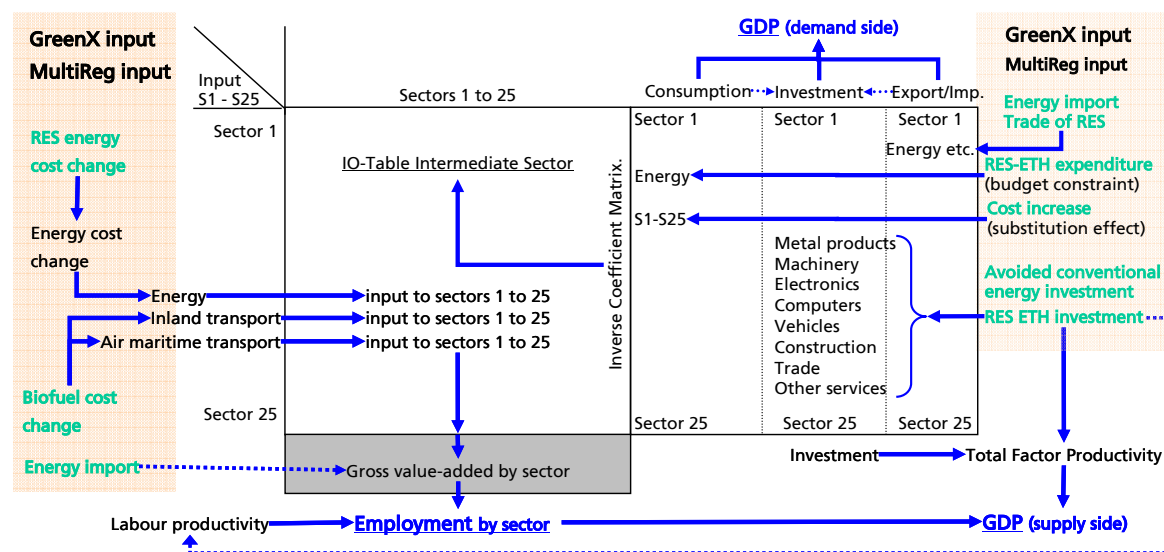 GreenX input
MultiReg input
RES energy
cost change
Energy cost
change
Biofuel cost
change
Energy import
Input
S1 - S25
Sectors 1 to 25
Sector 1
IO-Table Intermediate Sector
Energy
input to sectors 1 to 25
Inland transport
input to sectors 1 to 25
Air maritime transport
input to sectors 1 to 25
Sector 25
Gross value-added by sector
Labour productivity
Employment by sector
Inverse Coefficient Matrix.
GDP (demand side)
Consumption
Investment
Export/Imp.
Sector 1
Sector 1
Sector 1
Energy etc.
Energy
S1-S25
Metal products
Machinery
Electronics
Computers
Vehicles
Construction
Trade
Other services
Sector 25
Sector 25
Sector 25
Investment
Total Factor Productivity
GDP (supply side)
GreenX input
MultiReg input
Energy import
Trade of RES
RES-ETH expenditure
(budget constraint)
Cost increase
(substitution effect)
Avoided conventional
energy investment
RES ETH investment